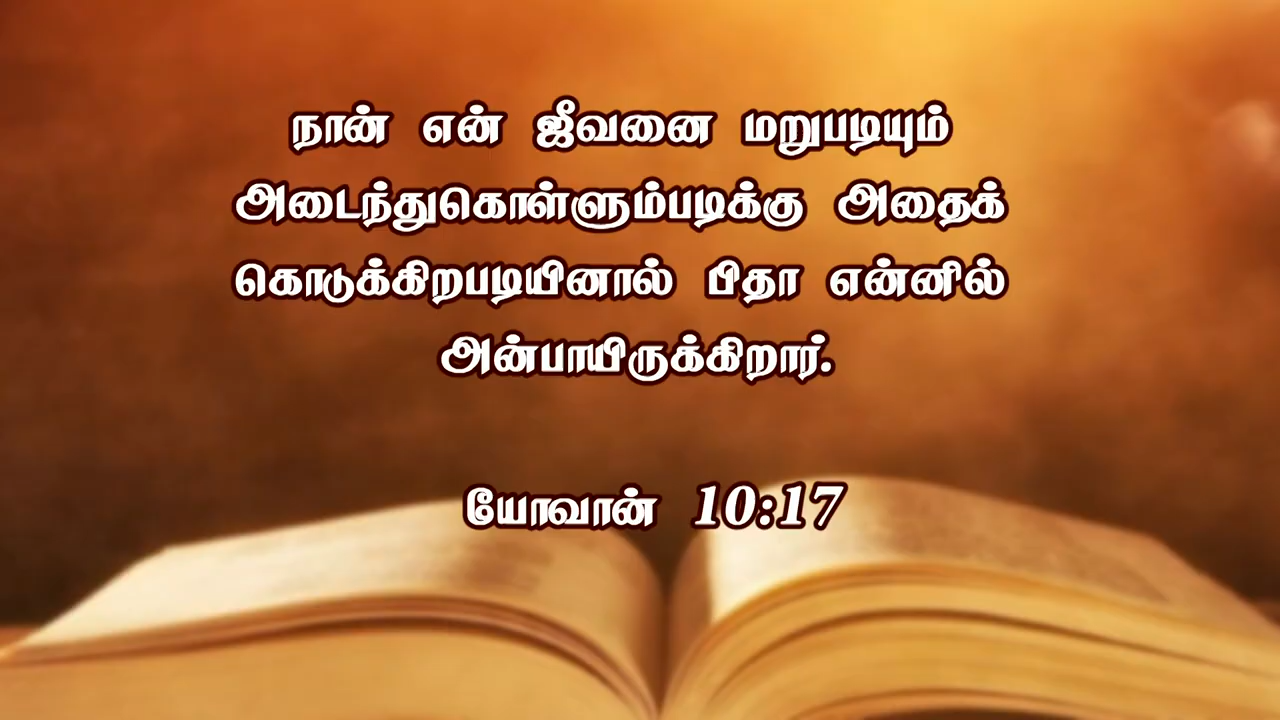 நான் என் ஜீவனை மறுபடியும்
அடைந்துகொள்ளும்படிக்கு அதைக்
கொடுக்கிறபடியினால் பிதா என்னில்
அன்பாயிருக்கிறார்.
யோவான் 10:17